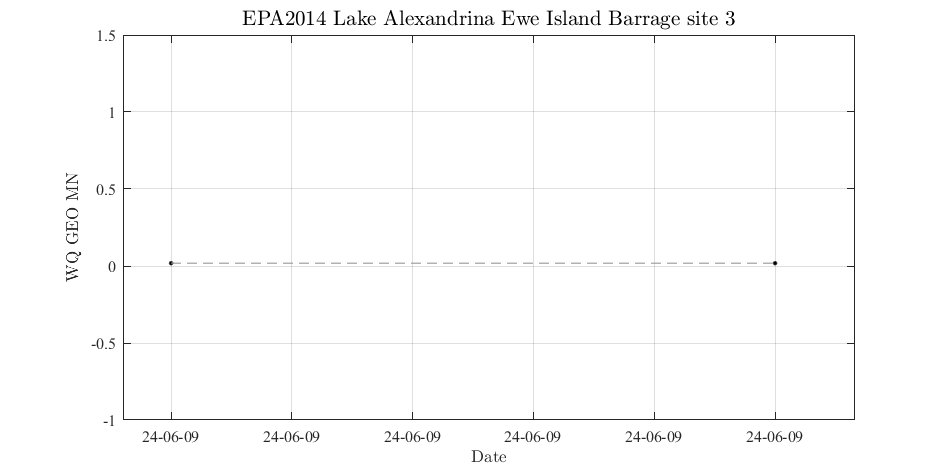 EPA2014 Lake Alexandrina Ewe Island Barrage site 3
1.5
1
0.5
0
-0.5
-1
WQ GEO MN
24-06-09 24-06-09 24-06-09 24-06-09 24-06-09 24-06-09
Date